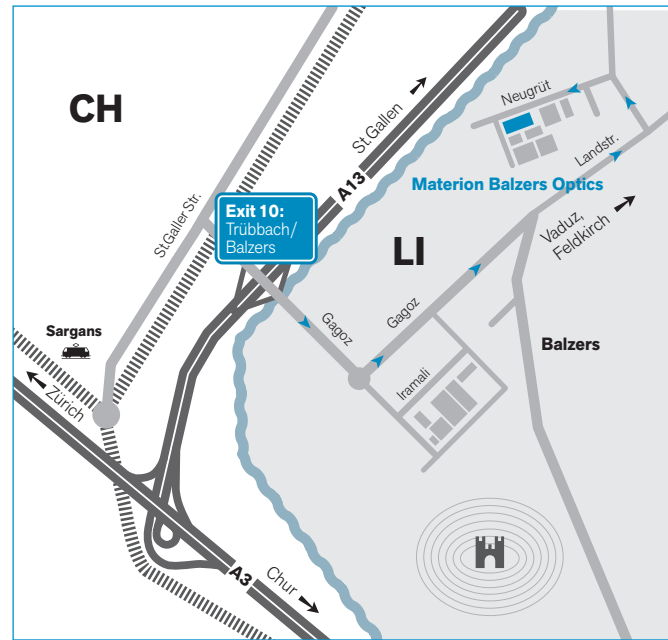 CH
St.Gallen
Neugrüt
Landstr.
A13
Materion Balzers Optics
St.Galler Str.
Exit 10:
Trübbach/
Balzers
Vaduz,
Feldkirch
LI
Gagoz
Gagoz
Sargans
Balzers
Iramali
Zürich
A3
Chur